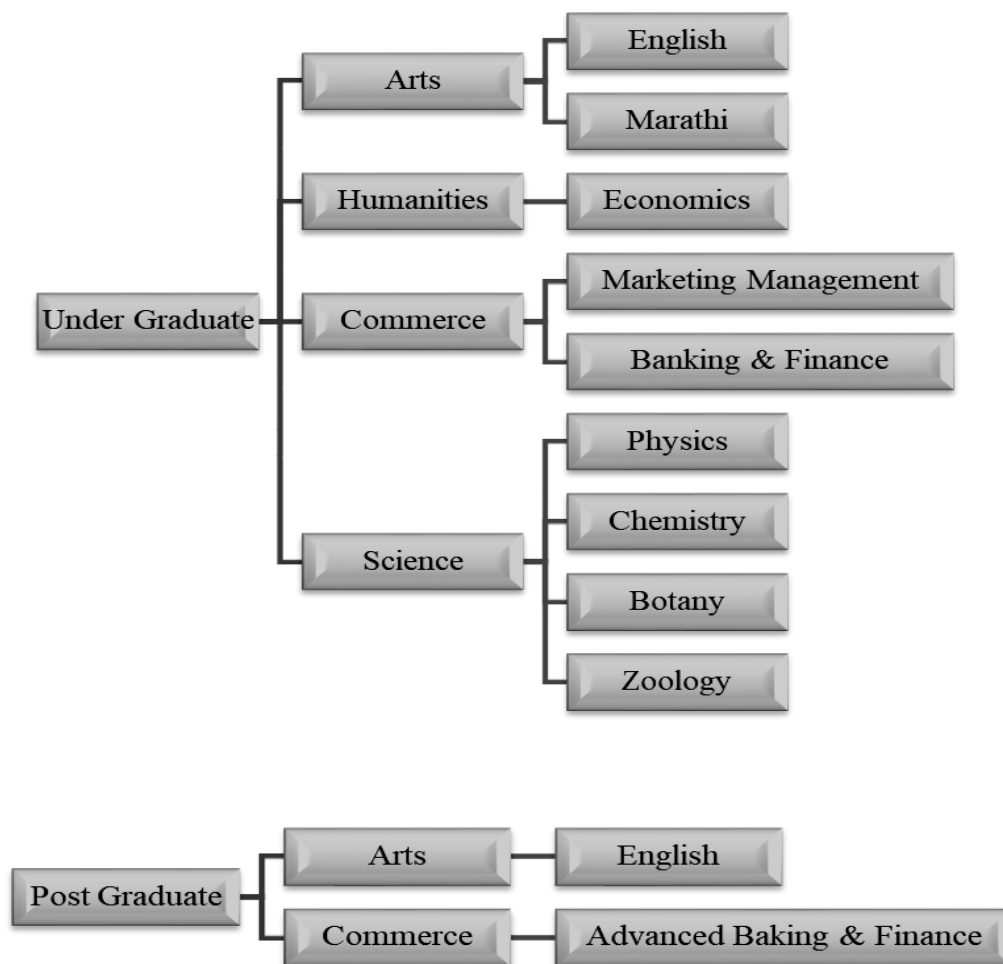 Under Graduate
Arts
English
Marathi
Humanities
Economics
Commerce
Marketing Management
Banking & Finance
Science
Physics
Chemistry
Botany
Zoology
Post Graduate
Arts
English
Commerce
Advanced Baking & Finance